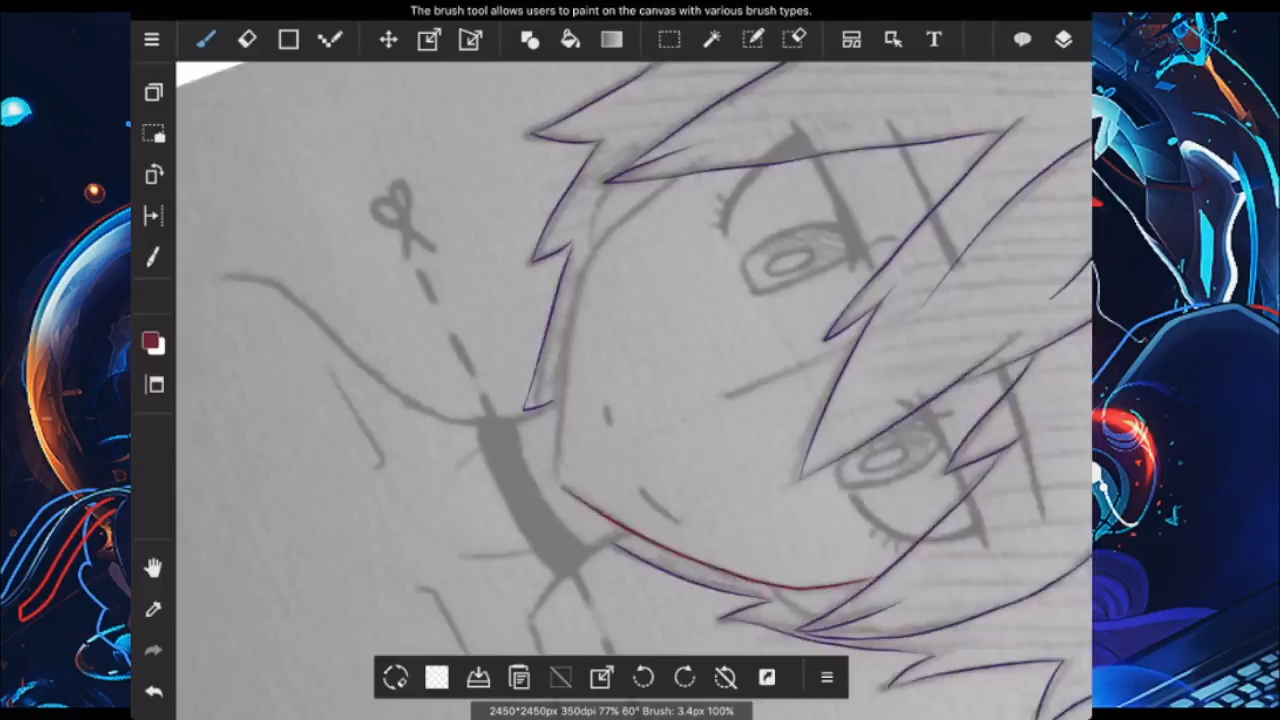 The brush tool allows users to paint on the canvas with various brush types.
T
2450*2450px 350dpi 77% 60° Brush: 3.4px 100%